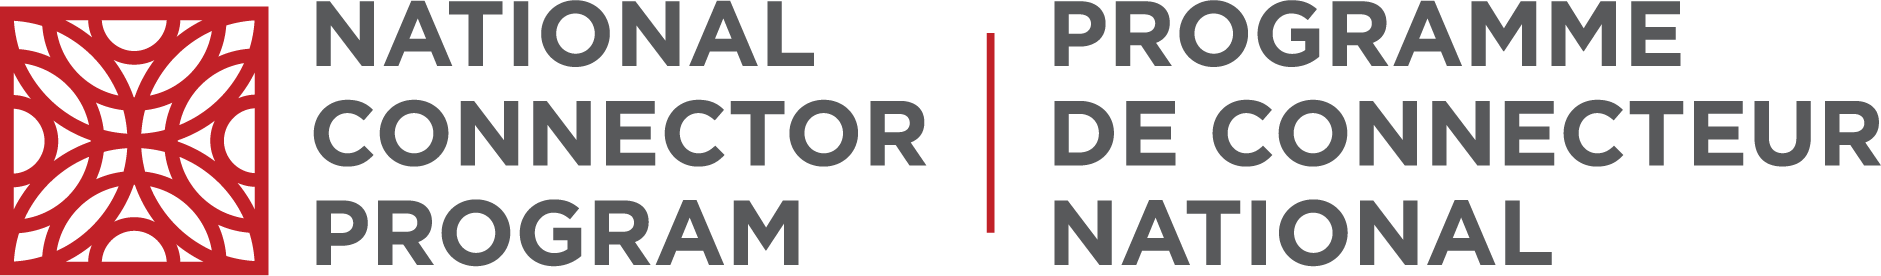 NATIONAL
CONNECTOR
PROGRAM
PROGRAMME
DE CONNECTEUR
NATIONAL